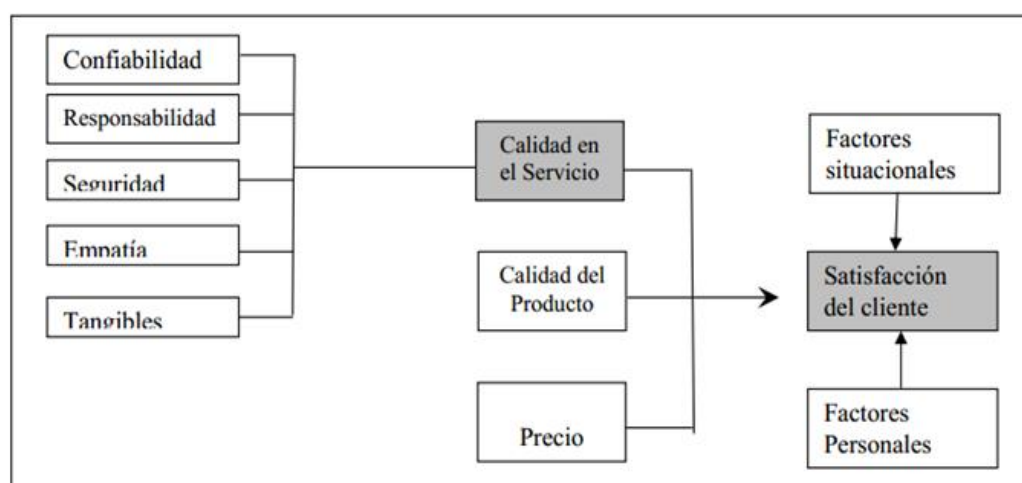 Confiabilidad
Responsabilidad
Seguridad
Empatía
Tangibles
Calidad en
el Servicio
Calidad del
Producto
Precio
Factores
situacionales
Satisfacción
del cliente
Factores
Personales